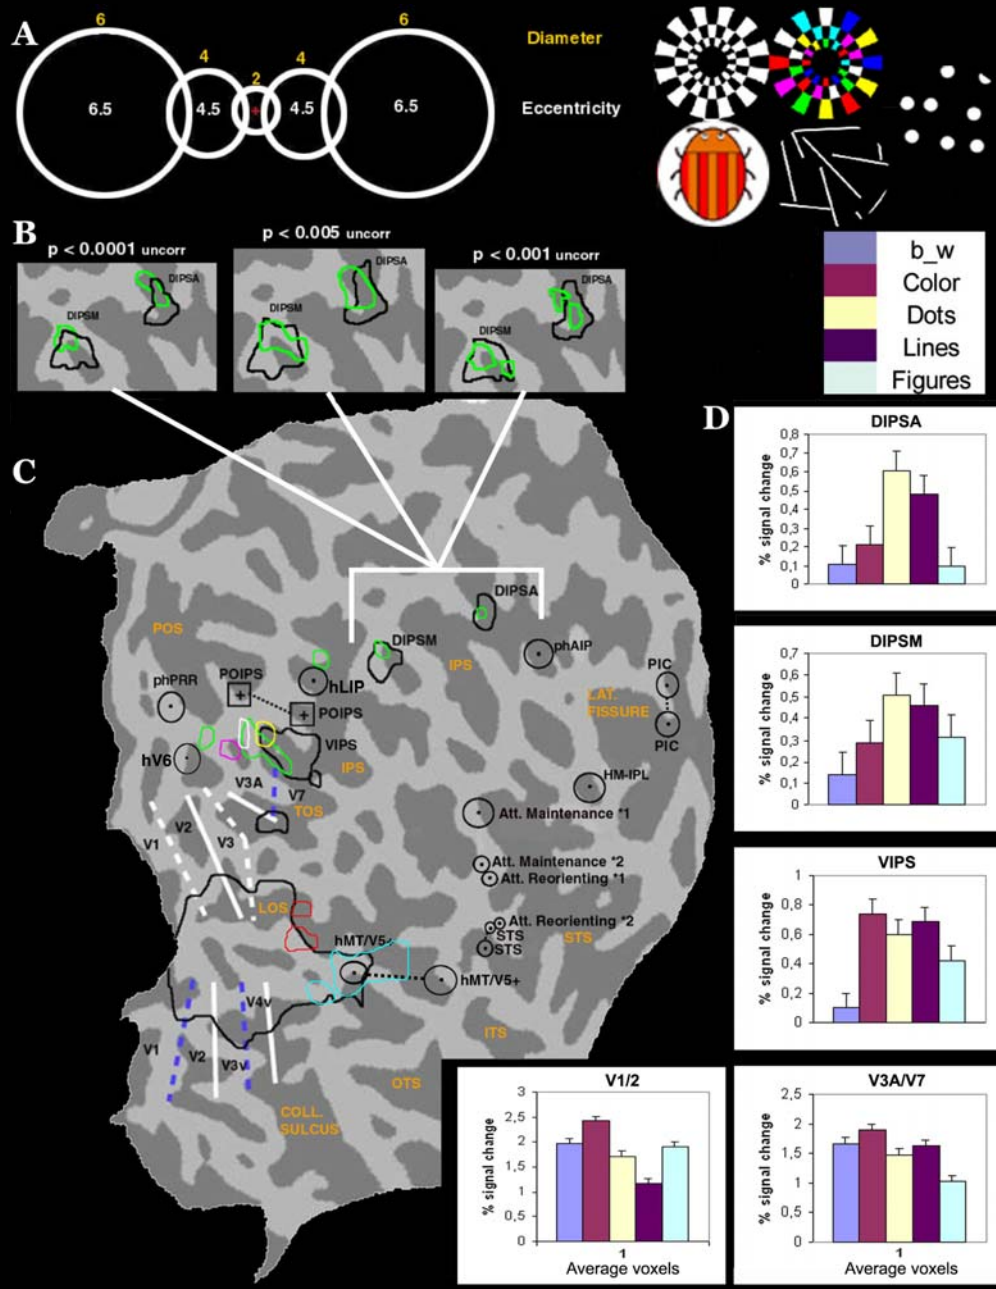 A
6
4
2
4
6
6.5
4.5
+
4.5
6.5
Diameter
Eccentricity
B
p < 0.0001 uncorr
DIPSA
DIPSM
p < 0.005 uncorr
DIPSA
DIPSM
p < 0.001 uncorr
DIPSA
DIPSM
b_w
Color
Dots
Lines
Figures
C
DIPSA
DIPSM
phAIP
POS
IPS
PIC
phPRR
POIPS
+
hLIP
LAT.
FISSURE
+
POIPS
PIC
VIPS
hV6
IPS
HM-IPL
V3A
V7
TOS
Att. Maintenance *1
V2
V1
V3
Att. Maintenance *2
Att. Reorienting *1
LOS
Att. Reorienting *2
STS
STS
STS
hMT/V5+
hMT/V5+
V4v
ITS
V1
V2
V3v
OTS
COLL.
SULCUS
D
DIPSA
% signal change
0,8
0,7
0,6
0,5
0,4
0,3
0,2
0,1
0
DIPSM
% signal change
0,7
0,6
0,5
0,4
0,3
0,2
0,1
0
VIPS
% signal change
1
0,8
0,6
0,4
0,2
0
V1/2
% signal change
3
2,5
2
1,5
1
0,5
0
1
Average voxels
V3A/V7
% signal change
2,5
2
1,5
1
0,5
0
1
Average voxels